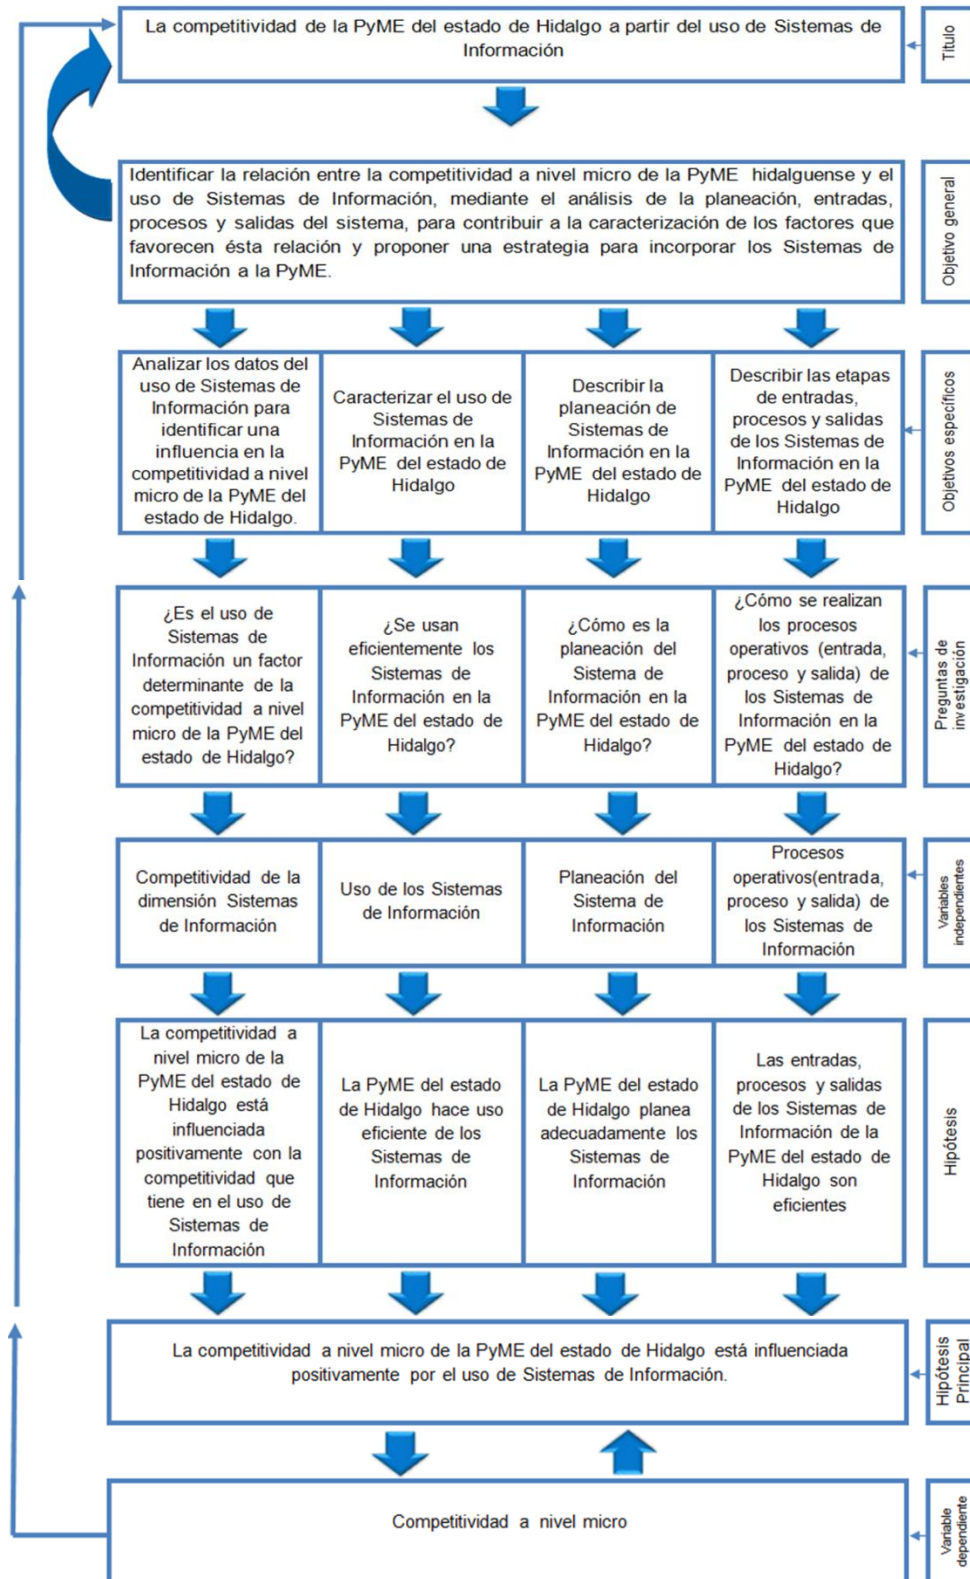 La competitividad de la PyME del estado de Hidalgo a partir del uso de Sistemas de
Información
Título
Identificar la relación entre la competitividad a nivel micro de la PyME hidalguense y el
uso de Sistemas de Información, mediante el análisis de la planeación, entradas,
procesos y salidas del sistema, para contribuir a la caracterización de los factores que
favorecen ésta relación y proponer una estrategia para incorporar los Sistemas de
Información a la PyME.
Objetivo general
Analizar los datos del
uso de Sistemas de
Información para
identificar una
influencia en la
competitividad a nivel
micro de la PyME del
estado de Hidalgo.
Caracterizar el uso de
Sistemas de
Información en la
PyME del estado de
Hidalgo
Describir la
planeación de
Sistemas de
Información en la
PyME del estado de
Hidalgo
Describir las etapas de
entradas,
procesos y salidas
de los Sistemas de
Información en la
PyME del estado de
Hidalgo
Objetivos específicos
¿Es el uso de
Sistemas de
Información un factor
determinante de la
competitividad a nivel
micro de la PyME del
estado de Hidalgo?
¿Se usan
eficientemente los
Sistemas de
Información en la
PyME del estado de
Hidalgo?
¿Cómo es la
planeación del
Sistema de
Información en la
PyME del estado de
Hidalgo?
¿Cómo se realizan
los procesos
operativos (entrada,
proceso y salida) de
los Sistemas de
Información en la
PyME del estado de
Hidalgo?
Preguntas de
investigación
Competitividad de la
dimensión Sistemas
de Información
Uso de los Sistemas
de Información
Planeación del
Sistema de
Información
Procesos
operativos(entrada,
proceso y salida) de
los Sistemas de
Información
Variables
independientes
La competitividad a
nivel micro de la
PyME del estado de
Hidalgo está
influenciada
positivamente con la
competitividad que
tiene en el uso de
Sistemas de
Información
La PyME del estado
de Hidalgo hace uso
eficiente de los
Sistemas de
Información
La PyME del estado
de Hidalgo planea
adecuadamente los
Sistemas de
Información
Las entradas,
procesos y salidas
de los Sistemas de
Información de la
PyME del estado de
Hidalgo son
eficientes
Hipótesis
La competitividad a nivel micro de la PyME del estado de Hidalgo está influenciada
positivamente por el uso de Sistemas de Información.
Hipótesis
Principal
Competitividad a nivel micro
Variable
dependiente